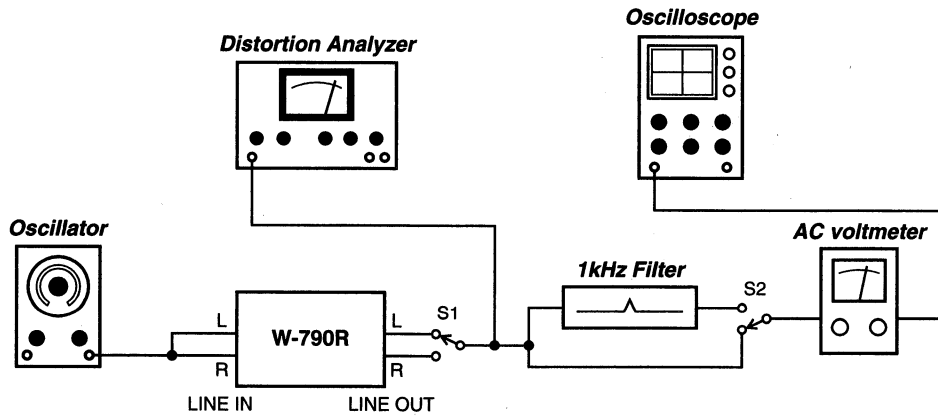 Oscilloscope
Distortion Analyzer
Oscillator
AC voltmeter
1kHz Filter
S2
S1
L
W-790R
L
R
R
LINE IN
LINE OUT